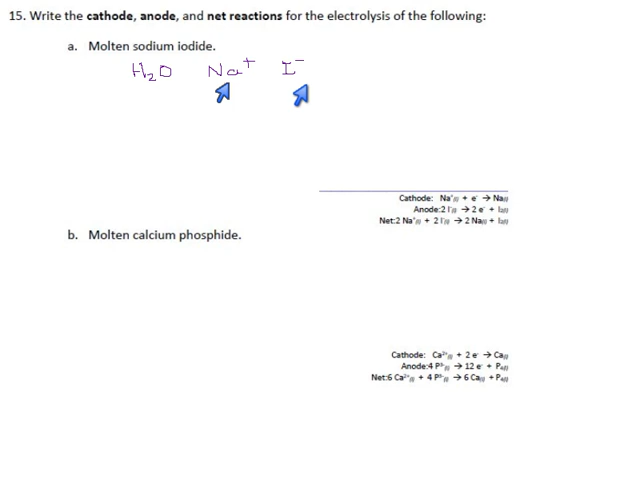 15. Write the cathode, anode, and net reactions for the electrolysis of the following:
a. Molten sodium iodide.
H₂O Na⁺ I⁻
Cathode: Na⁺(l) + e⁻ → Na(l)
Anode:2 I⁻(l) → 2 e⁻ + I₂(l)
Net:2 Na⁺(l) + 2 I⁻(l) → 2 Na(l) + I₂(l)
b. Molten calcium phosphide.
Cathode: Ca²⁺(l) + 2 e⁻ → Ca(l)
Anode:4 P³⁻(l) → 12 e⁻ + P₄(l)
Net:6 Ca²⁺(l) + 4 P³⁻(l) → 6 Ca(l) + P₄(l)